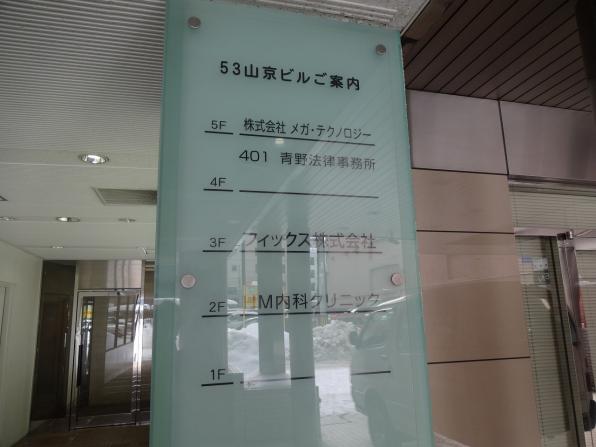 53山京ビルご案内
5F 株式会社 メガ・テクノロジー
401 青野法律事務所
4F
3F フィックス株式会社
2F HM内科クリニック
1F